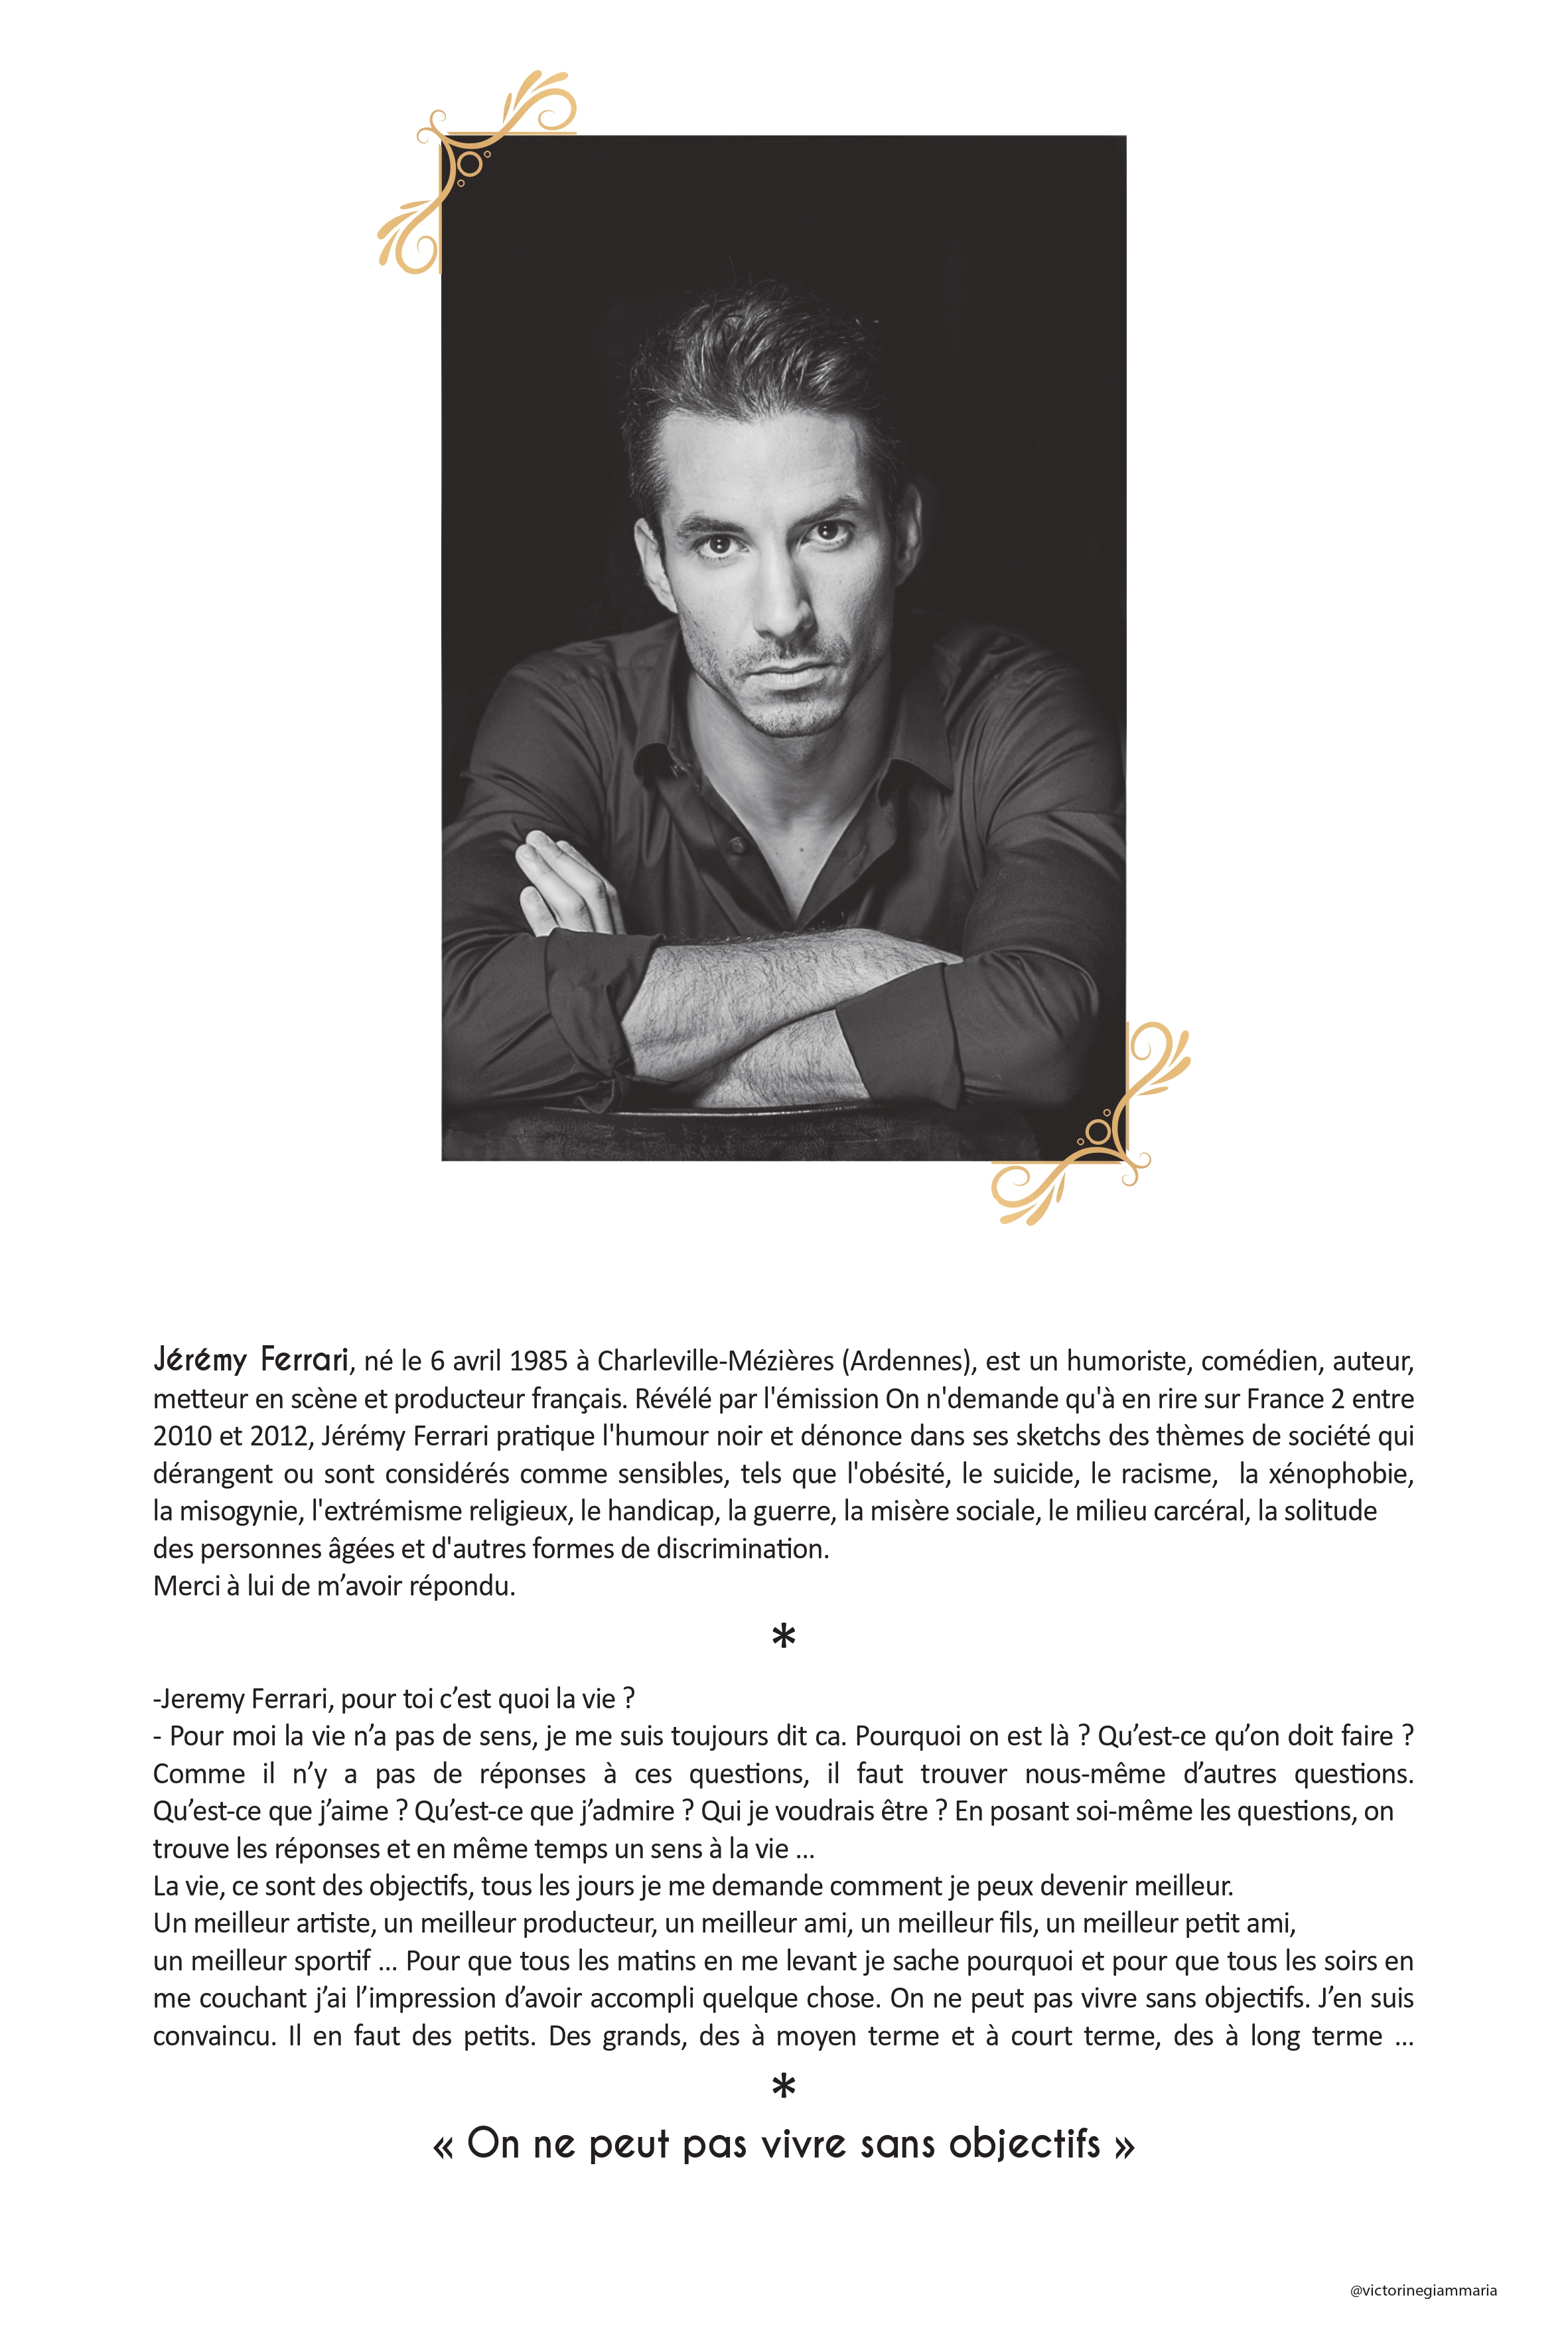 Jérémy Ferrari, né le 6 avril 1985 à Charleville-Mézières (Ardennes), est un humoriste, comédien, auteur,
metteur en scène et producteur français. Révélé par l'émission On n'demande qu'à en rire sur France 2 entre
2010 et 2012, Jérémy Ferrari pratique l'humour noir et dénonce dans ses sketchs des thèmes de société qui
dérangent ou sont considérés comme sensibles, tels que l'obésité, le suicide, le racisme, la xénophobie,
la misogynie, l'extrémisme religieux, le handicap, la guerre, la misère sociale, le milieu carcéral, la solitude
des personnes âgées et d'autres formes de discrimination.
Merci à lui de m’avoir répondu.
*
-Jeremy Ferrari, pour toi c’est quoi la vie ?
- Pour moi la vie n’a pas de sens, je me suis toujours dit ca. Pourquoi on est là ? Qu’est-ce qu’on doit faire ?
Comme il n’y a pas de réponses à ces questions, il faut trouver nous-même d’autres questions.
Qu’est-ce que j’aime ? Qu’est-ce que j’admire ? Qui je voudrais être ? En posant soi-même les questions, on
trouve les réponses et en même temps un sens à la vie ...
La vie, ce sont des objectifs, tous les jours je me demande comment je peux devenir meilleur.
Un meilleur artiste, un meilleur producteur, un meilleur ami, un meilleur fils, un meilleur petit ami,
un meilleur sportif ... Pour que tous les matins en me levant je sache pourquoi et pour que tous les soirs en
me couchant j’ai l’impression d’avoir accompli quelque chose. On ne peut pas vivre sans objectifs. J’en suis
convaincu. Il en faut des petits. Des grands, des à moyen terme et à court terme, des à long terme ...
*
« On ne peut pas vivre sans objectifs »
@victorinegiammaria